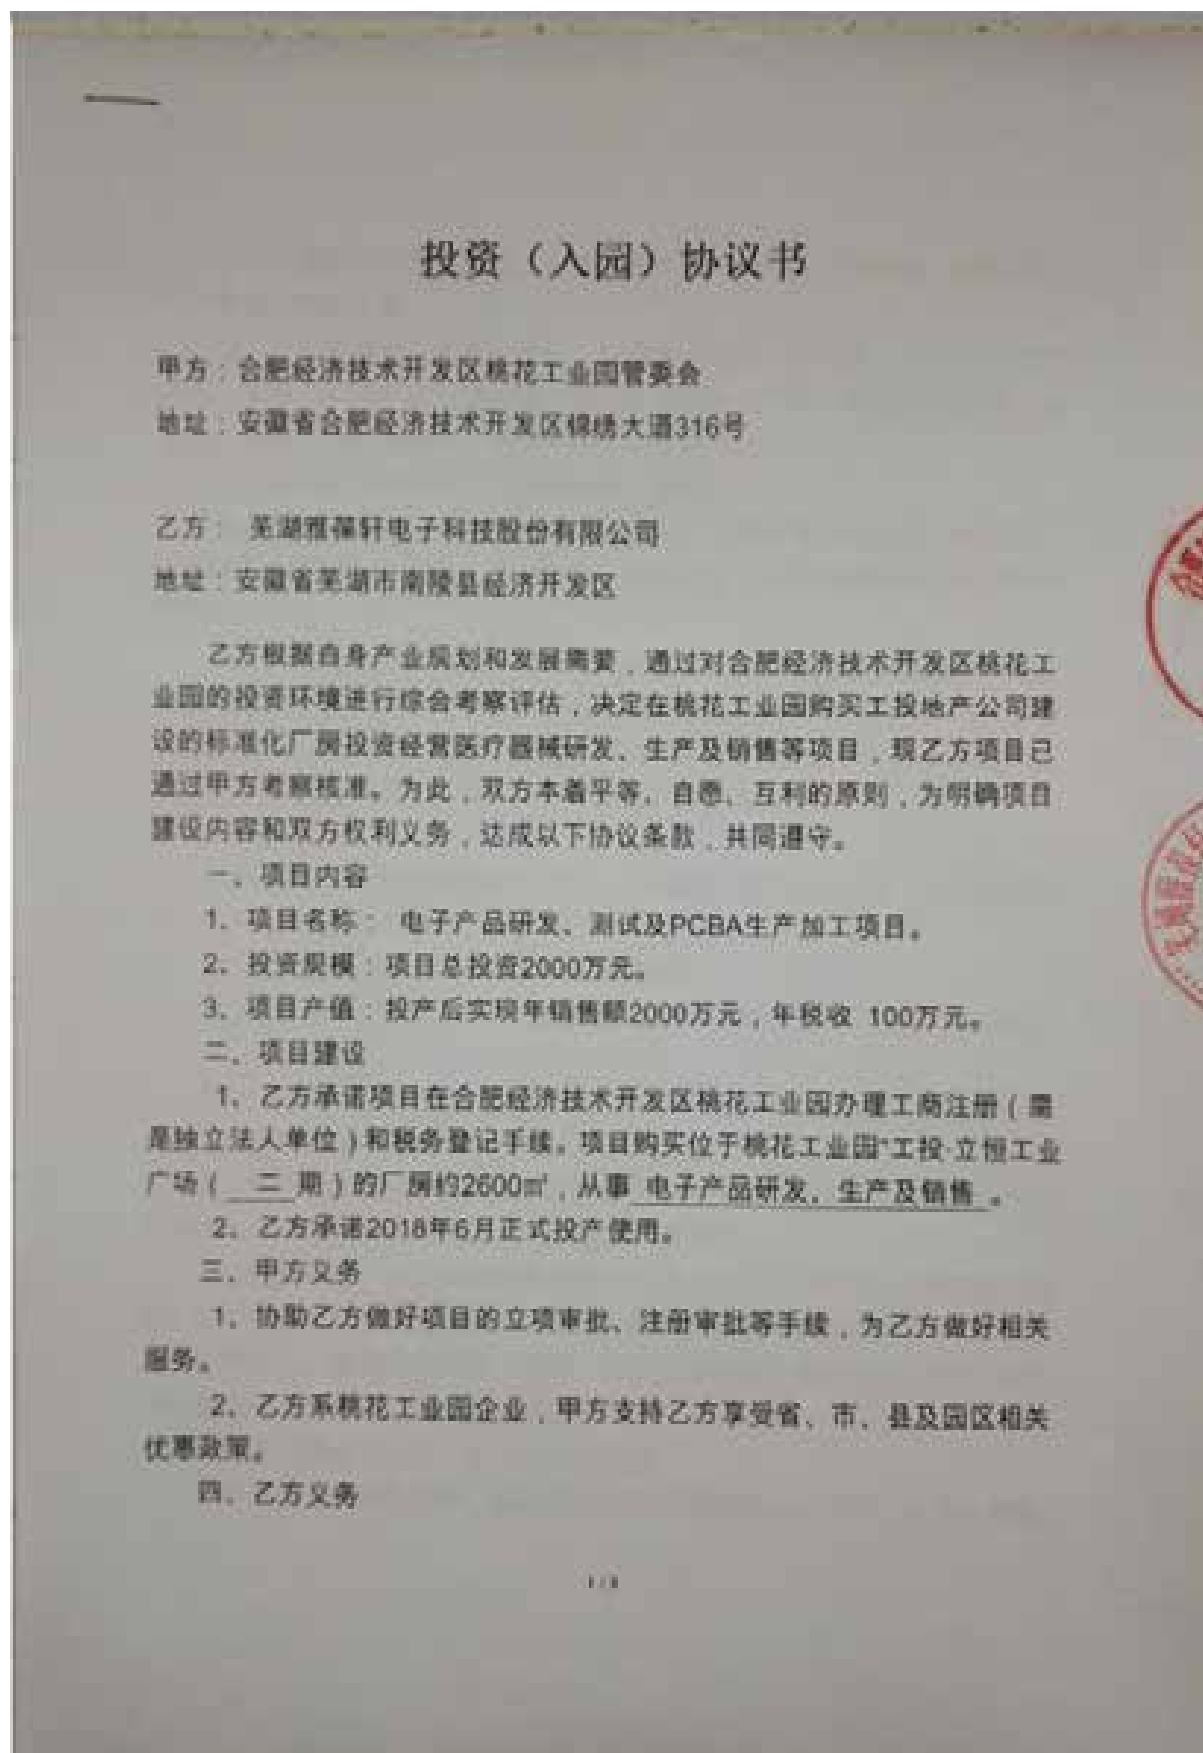 投资（入园）协议书
甲方：合肥经济技术开发区桃花工业园管委会
地址：安徽省合肥经济技术开发区锦绣大道316号
乙方： 芜湖雅葆轩电子科技股份有限公司
地址：安徽省芜湖市南陵县经济开发区
乙方根据自身产业规划和发展需要，通过对合肥经济技术开发区桃花工
业园的投资环境进行综合考察评估，决定在桃花工业园购买工投地产公司建
设的标准化厂房投资经营医疗器械研发、生产及销售等项目，现乙方项目已
通过甲方考察核准。为此，双方本着平等、自愿、互利的原则，为明确项目
建设内容和双方权利义务，达成以下协议条款，共同遵守。
一、项目内容
1、项目名称： 电子产品研发、测试及PCBA生产加工项目。
2、投资规模：项目总投资2000万元。
3、项目产值：投产后实现年销售额2000万元，年税收 100万元。
二、项目建设
1、乙方承诺项目在合肥经济技术开发区桃花工业园办理工商注册（需
是独立法人单位）和税务登记手续。项目购买位于桃花工业园“工投·立恒工业
广场（ 二 期）的厂房约2600㎡，从事 电子产品研发、生产及销售 。
2、乙方承诺2018年6月正式投产使用。
三、甲方义务
1、协助乙方做好项目的立项审批、注册审批等手续，为乙方做好相关
服务。
2、乙方系桃花工业园企业，甲方支持乙方享受省、市、县及园区相关
优惠政策。
四、乙方义务